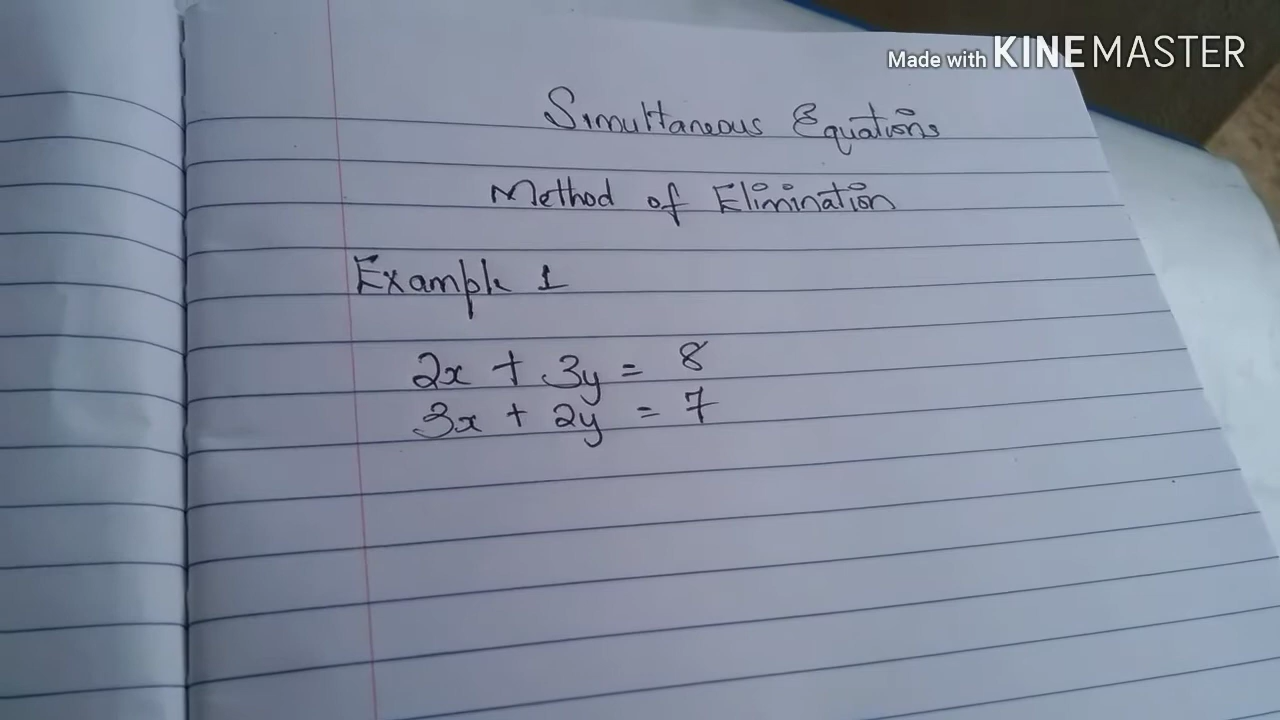 Made with KINEMASTER
Simultaneous Equations
Method of Elimination
Example 1
2x + 3y = 8
3x + 2y = 7